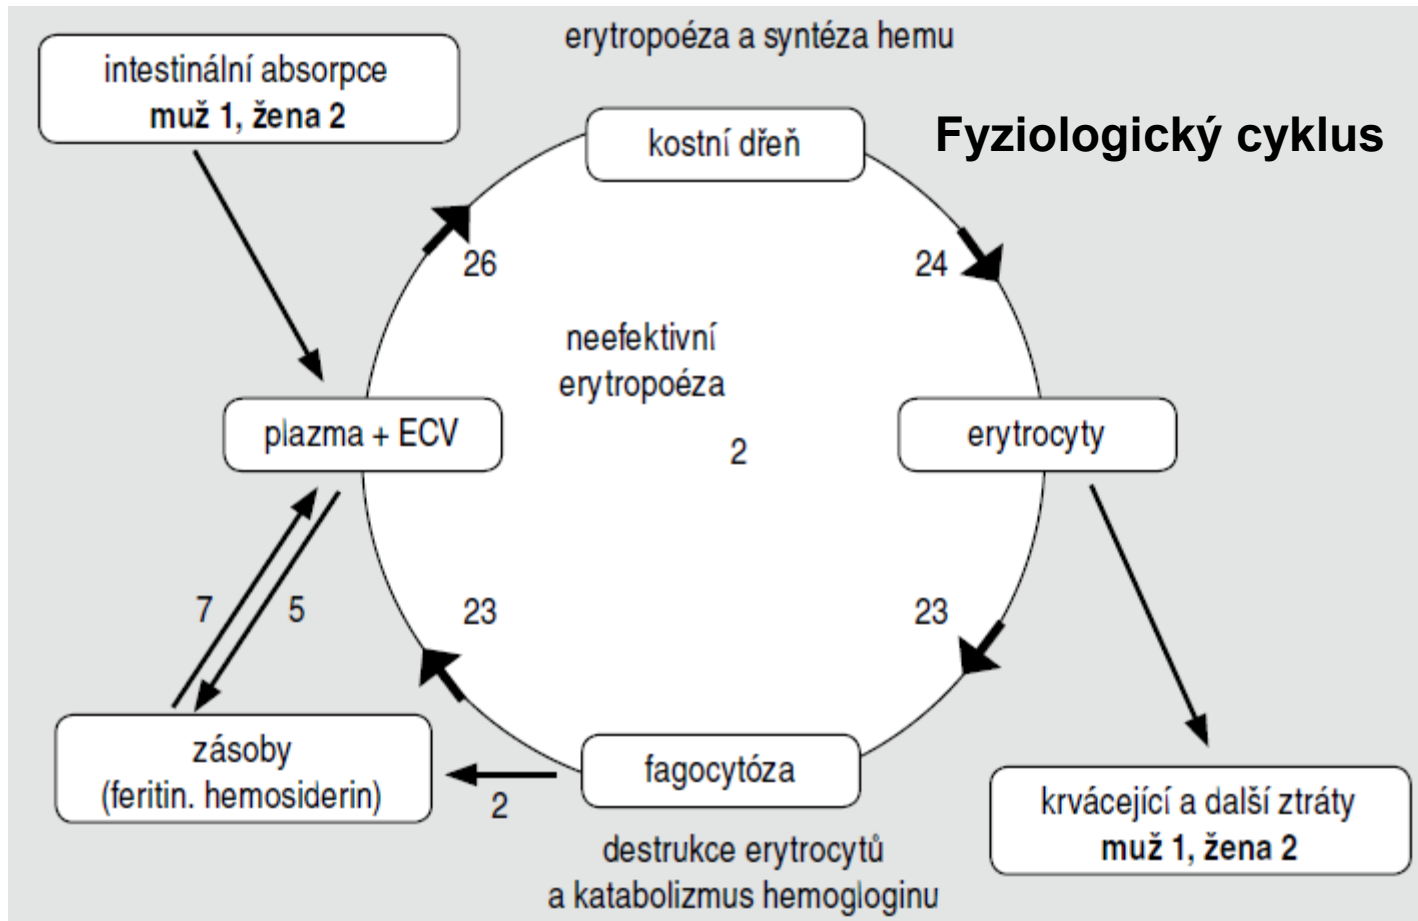 erytropoéza a syntéza hemu
intestinální absorpce
muž 1, žena 2
kostní dřeň
Fyziologický cyklus
26
24
neefektivní
erytropoéza
2
plazma + ECV
erytrocyty
7
5
23
23
zásoby
(feritin. hemosiderin)
2
fagocytóza
krvácející a další ztráty
muž 1, žena 2
destrukce erytrocytů
a katabolizmus hemogloginu